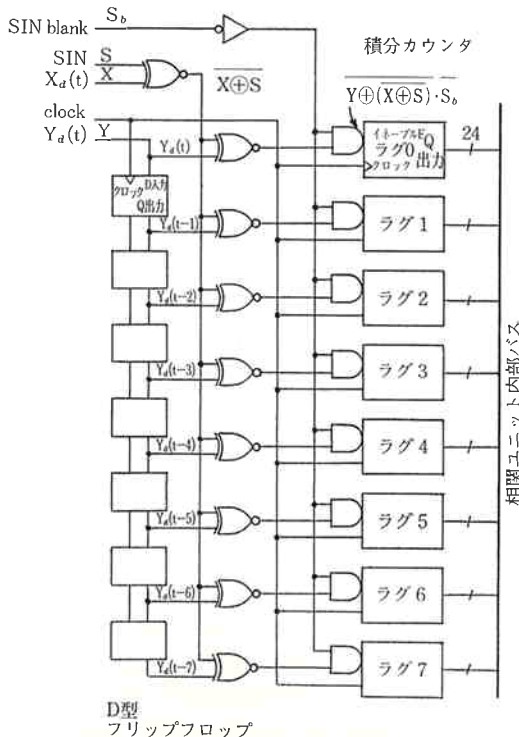 SIN blank S_b
SIN S
X_d(t) X
clock
Y_d(t) Y
X⊕S
積分カウンタ
Y⊕(X⊕S)・S_b
イネーブルE Q
ラグ0 出力
クロック
24
Y_d(t)
クロック D入力
Q出力
Y_d(t−1)
ラグ1
Y_d(t−2)
ラグ2
Y_d(t−3)
ラグ3
Y_d(t−4)
ラグ4
Y_d(t−5)
ラグ5
Y_d(t−6)
ラグ6
Y_d(t−7)
ラグ7
相関ユニット内部バス
D型
フリップフロップ